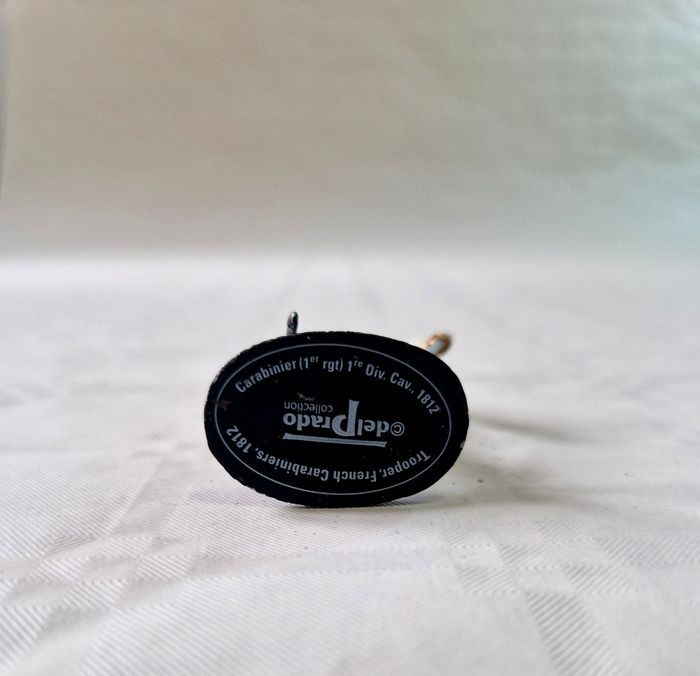 Carabinier (1er rgt) 1re Div. Cav., 1812
©delPrado
collection
Trooper, French Carabiniers, 1812